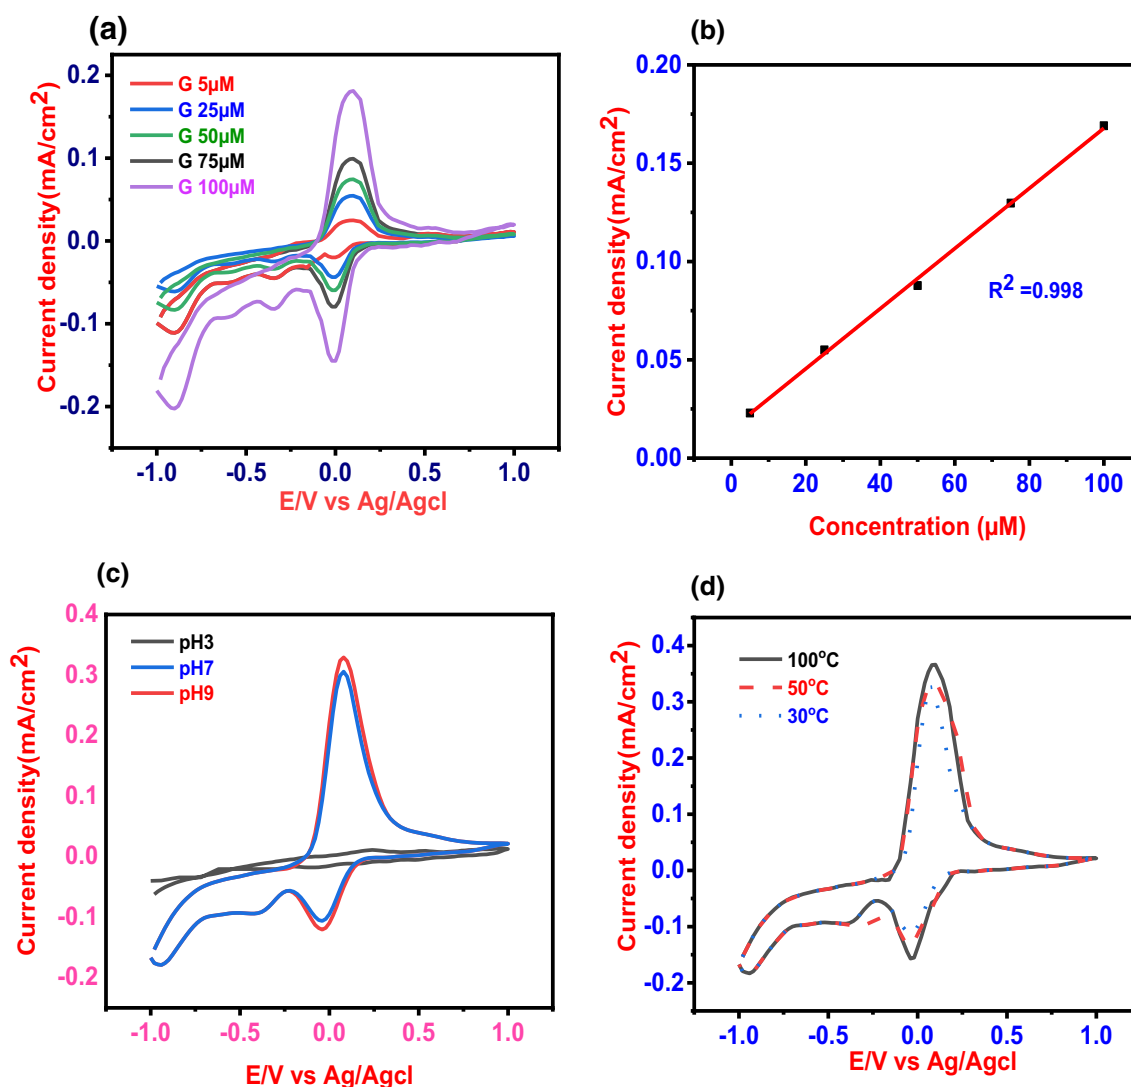 (a)
G 5µM
G 25µM
G 50µM
G 75µM
G 100µM
0.2
0.1
0.0
-0.1
-0.2
Current density(mA/cm²)
-1.0 -0.5 0.0 0.5 1.0
E/V vs Ag/Agcl
(b)
0.20
0.15
0.10
0.05
0.00
Current density(mA/cm²)
R² =0.998
0 20 40 60 80 100
Concentration (µM)
(c)
pH3
pH7
pH9
0.4
0.3
0.2
0.1
0.0
-0.1
-0.2
Current density(mA/cm²)
-1.0 -0.5 0.0 0.5 1.0
E/V vs Ag/Agcl
(d)
100ºC
50ºC
30ºC
0.4
0.3
0.2
0.1
0.0
-0.1
-0.2
Current density(mA/cm²)
-1.0 -0.5 0.0 0.5 1.0
E/V vs Ag/Agcl